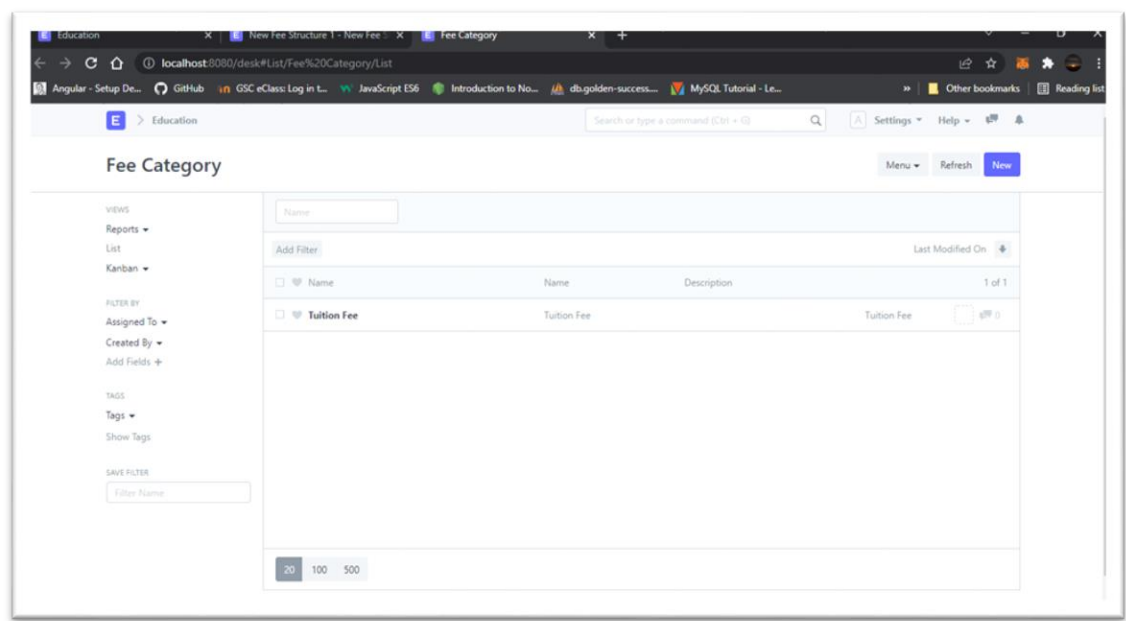 E Education × E New Fee Structure 1 - New Fee S × E Fee Category × +
localhost:8080/desk#List/Fee%20Category/List
Angular - Setup De... GitHub GSC eClass: Log in t... JavaScript ES6 Introduction to No... db.golden-success.... MySQL Tutorial - Le... » Other bookmarks Reading list
E > Education Search or type a command (Ctrl + G) A Settings Help
Fee Category Menu Refresh New
VIEWS
Reports
List
Kanban
FILTER BY
Assigned To
Created By
Add Fields +
TAGS
Tags
Show Tags
SAVE FILTER
Filter Name
Name
Add Filter Last Modified On
Name Name Description 1 of 1
Tuition Fee Tuition Fee Tuition Fee 0
20 100 500